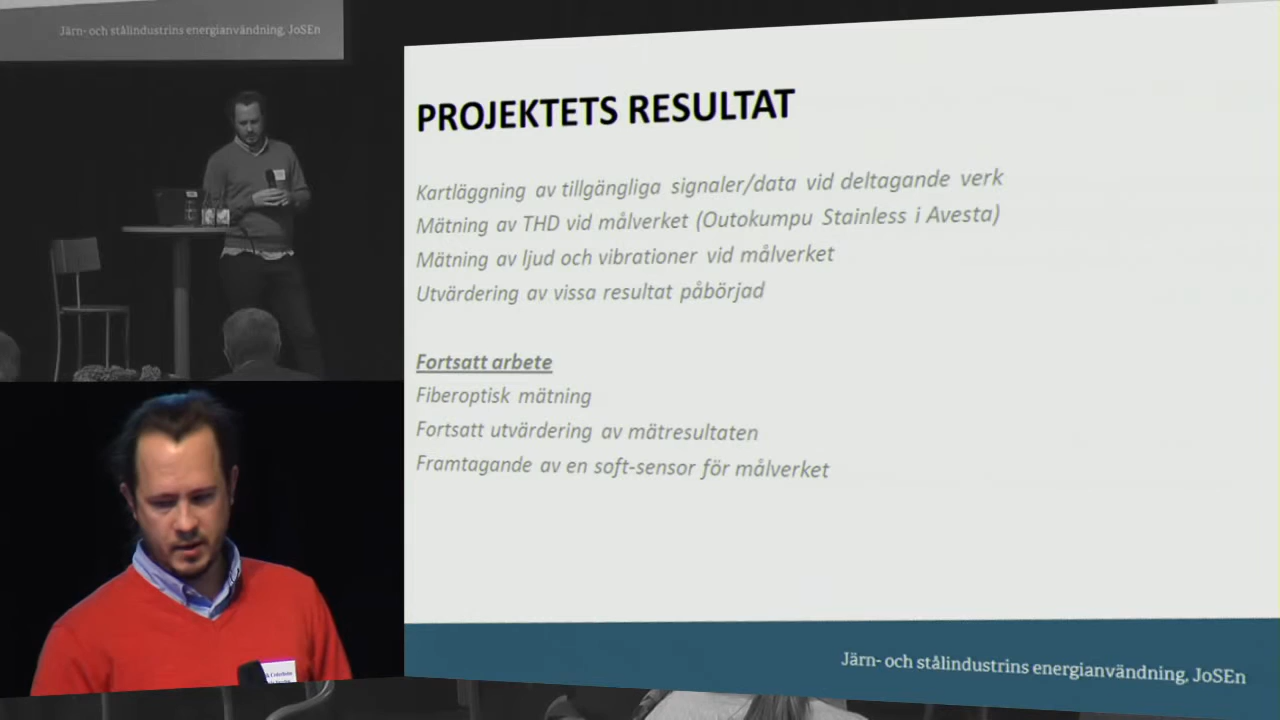 Järn- och stålindustrins energianvändning, JoSEn
PROJEKTETS RESULTAT
Kartläggning av tillgängliga signaler/data vid deltagande verk
Mätning av THD vid målverket (Outokumpu Stainless i Avesta)
Mätning av ljud och vibrationer vid målverket
Utvärdering av vissa resultat påbörjad
Fortsatt arbete
Fiberoptisk mätning
Fortsatt utvärdering av mätresultaten
Framtagande av en soft-sensor för målverket
Järn- och stålindustrins energianvändning, JoSEn